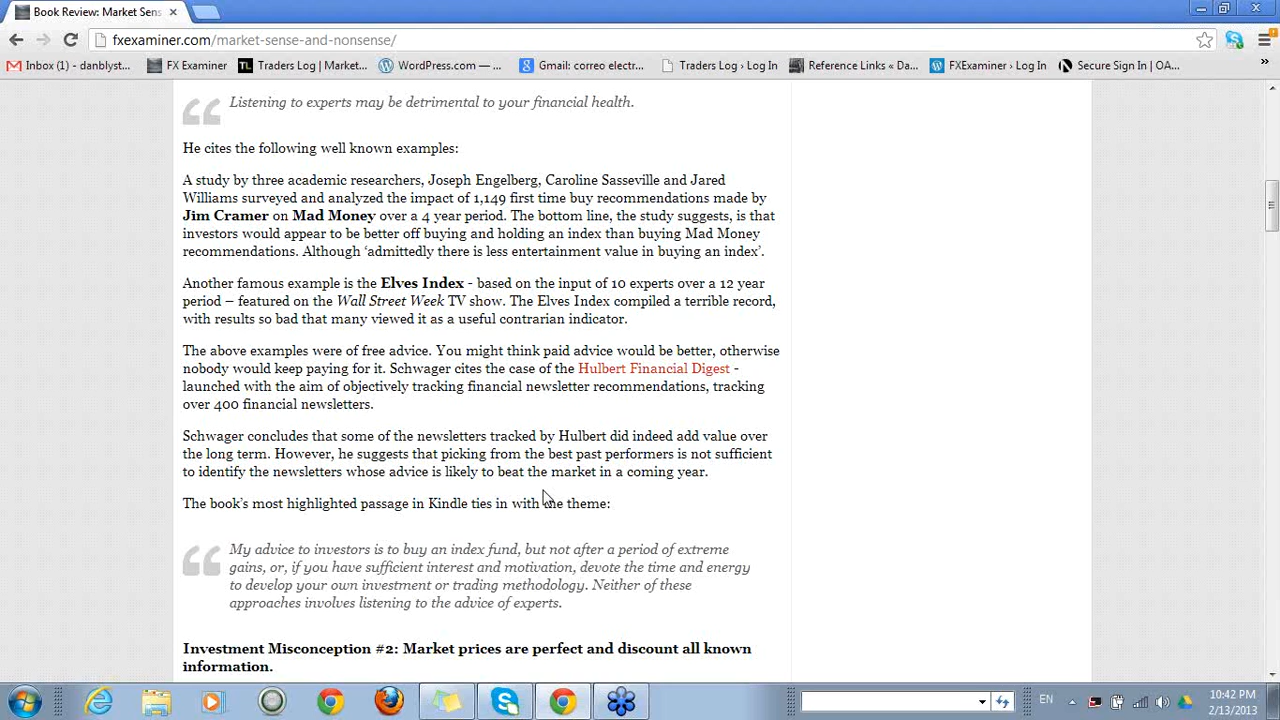 Book Review: Market Sens
fxexaminer.com/market-sense-and-nonsense/
Inbox (1) - danblyst...
FX Examiner
Traders Log | Market...
WordPress.com — ...
Gmail: correo electr...
Traders Log › Log In
Reference Links « Da...
FXExaminer › Log In
Secure Sign In | OA...
Listening to experts may be detrimental to your financial health.
He cites the following well known examples:
A study by three academic researchers, Joseph Engelberg, Caroline Sasseville and Jared
Williams surveyed and analyzed the impact of 1,149 first time buy recommendations made by
Jim Cramer on Mad Money over a 4 year period. The bottom line, the study suggests, is that
investors would appear to be better off buying and holding an index than buying Mad Money
recommendations. Although ‘admittedly there is less entertainment value in buying an index’.
Another famous example is the Elves Index - based on the input of 10 experts over a 12 year
period – featured on the Wall Street Week TV show. The Elves Index compiled a terrible record,
with results so bad that many viewed it as a useful contrarian indicator.
The above examples were of free advice. You might think paid advice would be better, otherwise
nobody would keep paying for it. Schwager cites the case of the Hulbert Financial Digest -
launched with the aim of objectively tracking financial newsletter recommendations, tracking
over 400 financial newsletters.
Schwager concludes that some of the newsletters tracked by Hulbert did indeed add value over
the long term. However, he suggests that picking from the best past performers is not sufficient
to identify the newsletters whose advice is likely to beat the market in a coming year.
The book’s most highlighted passage in Kindle ties in with the theme:
My advice to investors is to buy an index fund, but not after a period of extreme
gains, or, if you have sufficient interest and motivation, devote the time and energy
to develop your own investment or trading methodology. Neither of these
approaches involves listening to the advice of experts.
Investment Misconception #2: Market prices are perfect and discount all known
information.
EN
10:42 PM
2/13/2013